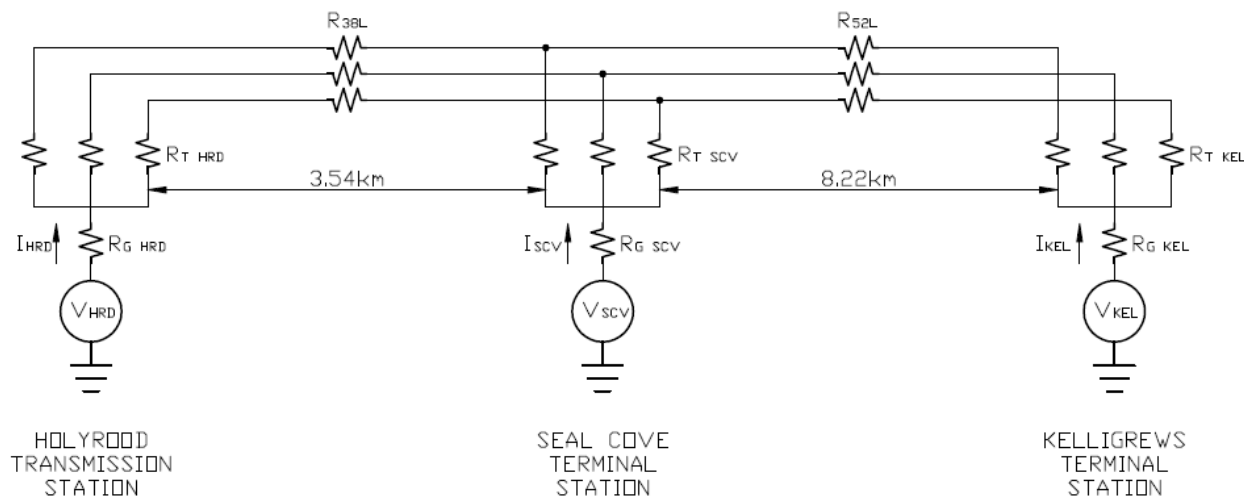 R38L R52L
RT HRD RT SCV RT KEL
3.54km 8.22km
IHRD RG HRD ISCV RG SCV IKEL RG KEL
VHRD VSCV VKEL
HOLYROOD
TRANSMISSION
STATION
SEAL COVE
TERMINAL
STATION
KELLIGREWS
TERMINAL
STATION